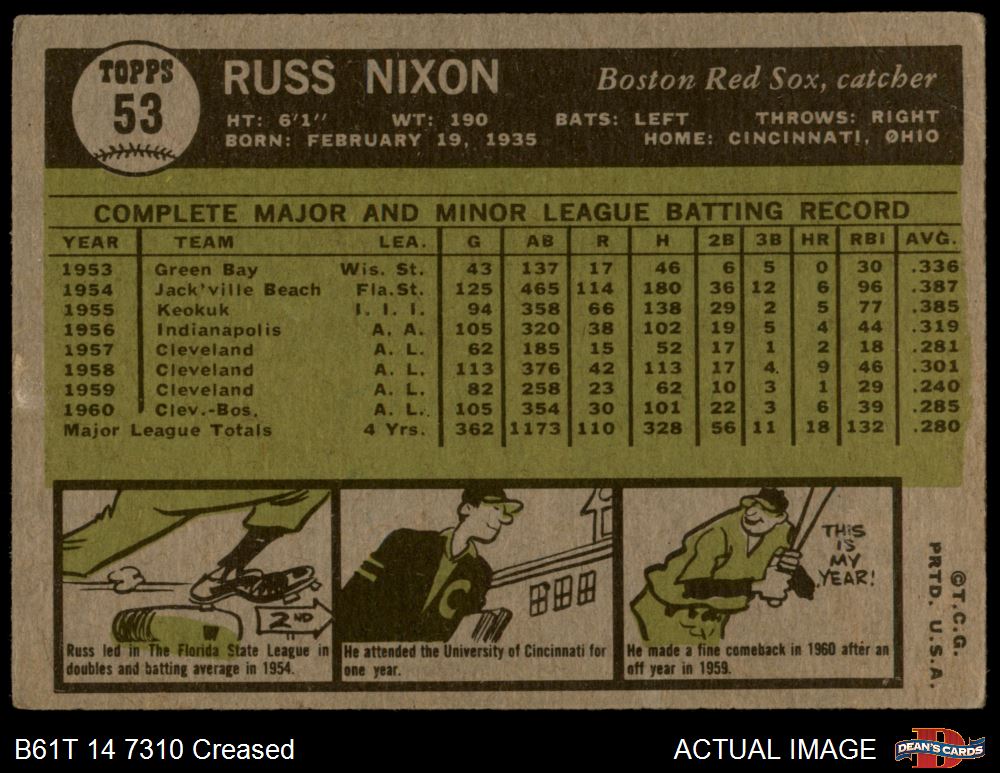 TOPPS
53
RUSS NIXON
Boston Red Sox, catcher
HT: 6'1" WT: 190 BATS: LEFT THROWS: RIGHT
BORN: FEBRUARY 19, 1935 HOME: CINCINNATI, OHIO
COMPLETE MAJOR AND MINOR LEAGUE BATTING RECORD
YEAR TEAM LEA. G AB R H 2B 3B HR RBI AVG.
1953 Green Bay Wis. St. 43 137 17 46 6 5 0 30 .336
1954 Jack'ville Beach Fla.St. 125 465 114 180 36 12 6 96 .387
1955 Keokuk I. I. I. 94 358 66 138 29 2 5 77 .385
1956 Indianapolis A. A. 105 320 38 102 19 5 4 44 .319
1957 Cleveland A. L. 62 185 15 52 17 1 2 18 .281
1958 Cleveland A. L. 113 376 42 113 17 4 9 46 .301
1959 Cleveland A. L. 82 258 23 62 10 3 1 29 .240
1960 Clev.-Bos. A. L. 105 354 30 101 22 3 6 39 .285
Major League Totals 4 Yrs. 362 1173 110 328 56 11 18 132 .280
2ND
Russ led in The Florida State League in
doubles and batting average in 1954.
C
He attended the University of Cincinnati for
one year.
THIS
IS
MY
YEAR!
He made a fine comeback in 1960 after an
off year in 1959.
©T.C.G.
PRTD. U.S.A.
B61T 14 7310 Creased
ACTUAL IMAGE
D
DEAN'S CARDS